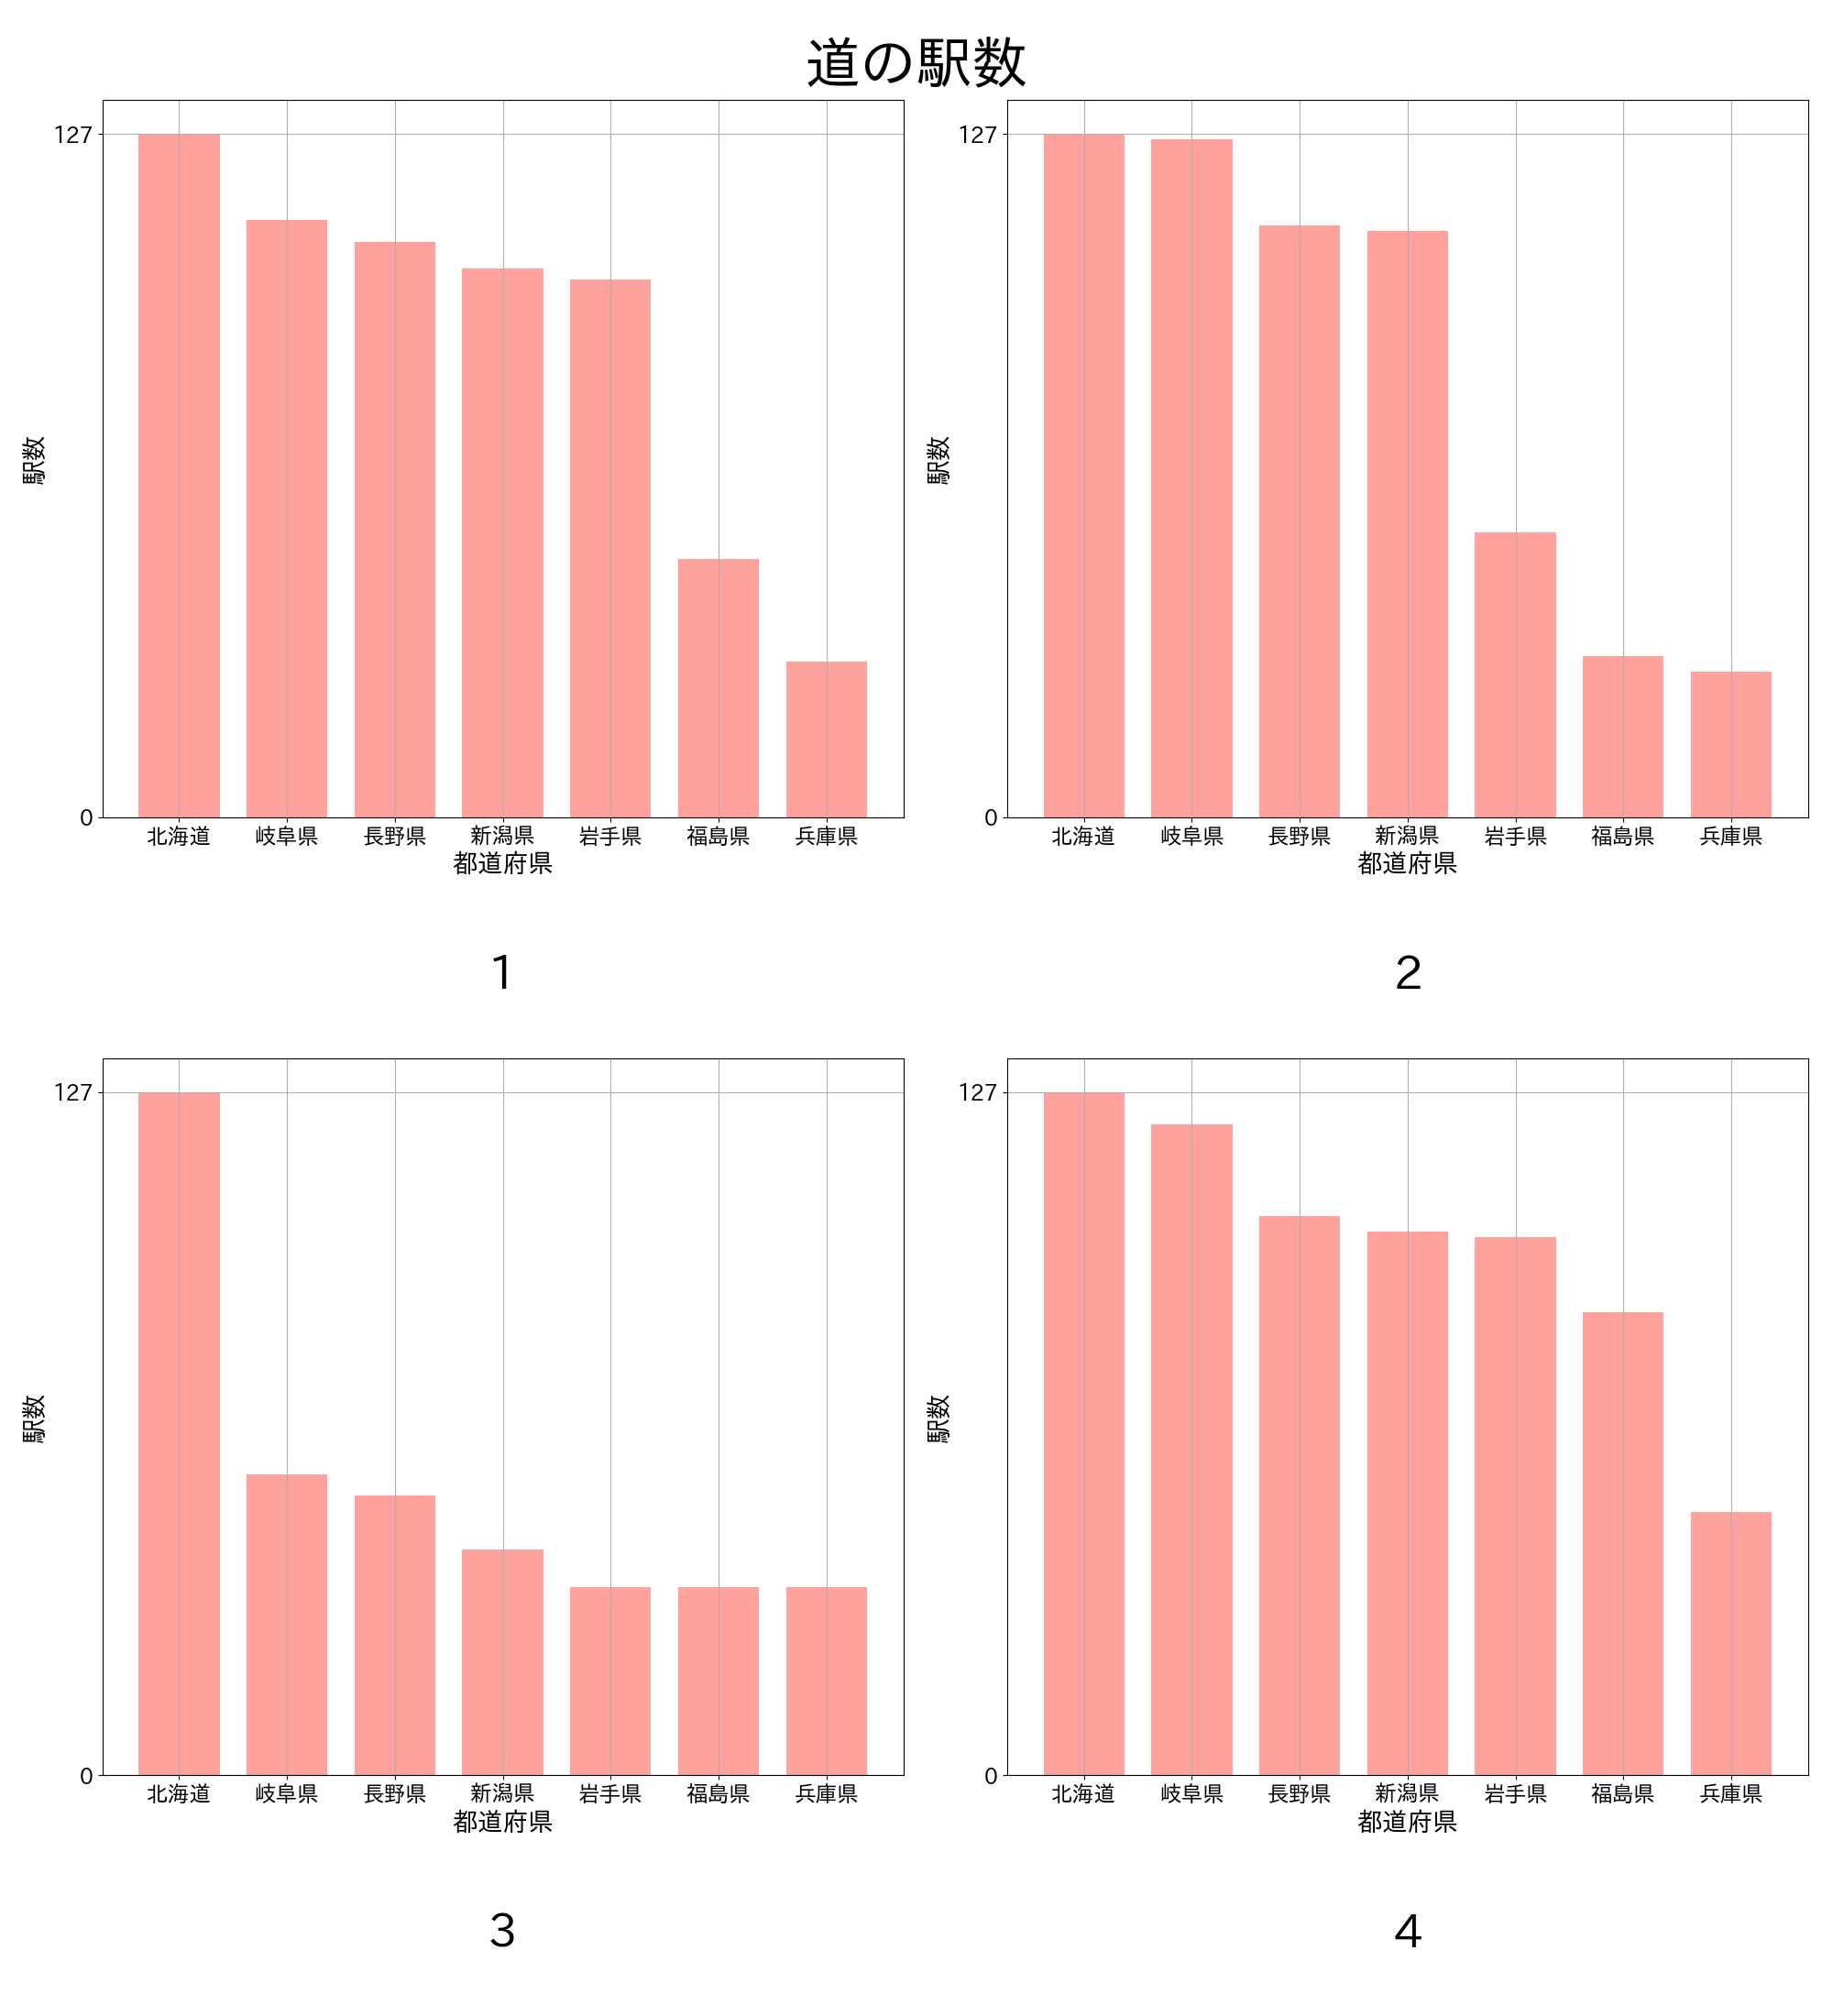 道の駅数
127
駅数
0
北海道 岐阜県 長野県 新潟県 岩手県 福島県 兵庫県
都道府県
1
127
駅数
0
北海道 岐阜県 長野県 新潟県 岩手県 福島県 兵庫県
都道府県
2
127
駅数
0
北海道 岐阜県 長野県 新潟県 岩手県 福島県 兵庫県
都道府県
3
127
駅数
0
北海道 岐阜県 長野県 新潟県 岩手県 福島県 兵庫県
都道府県
4